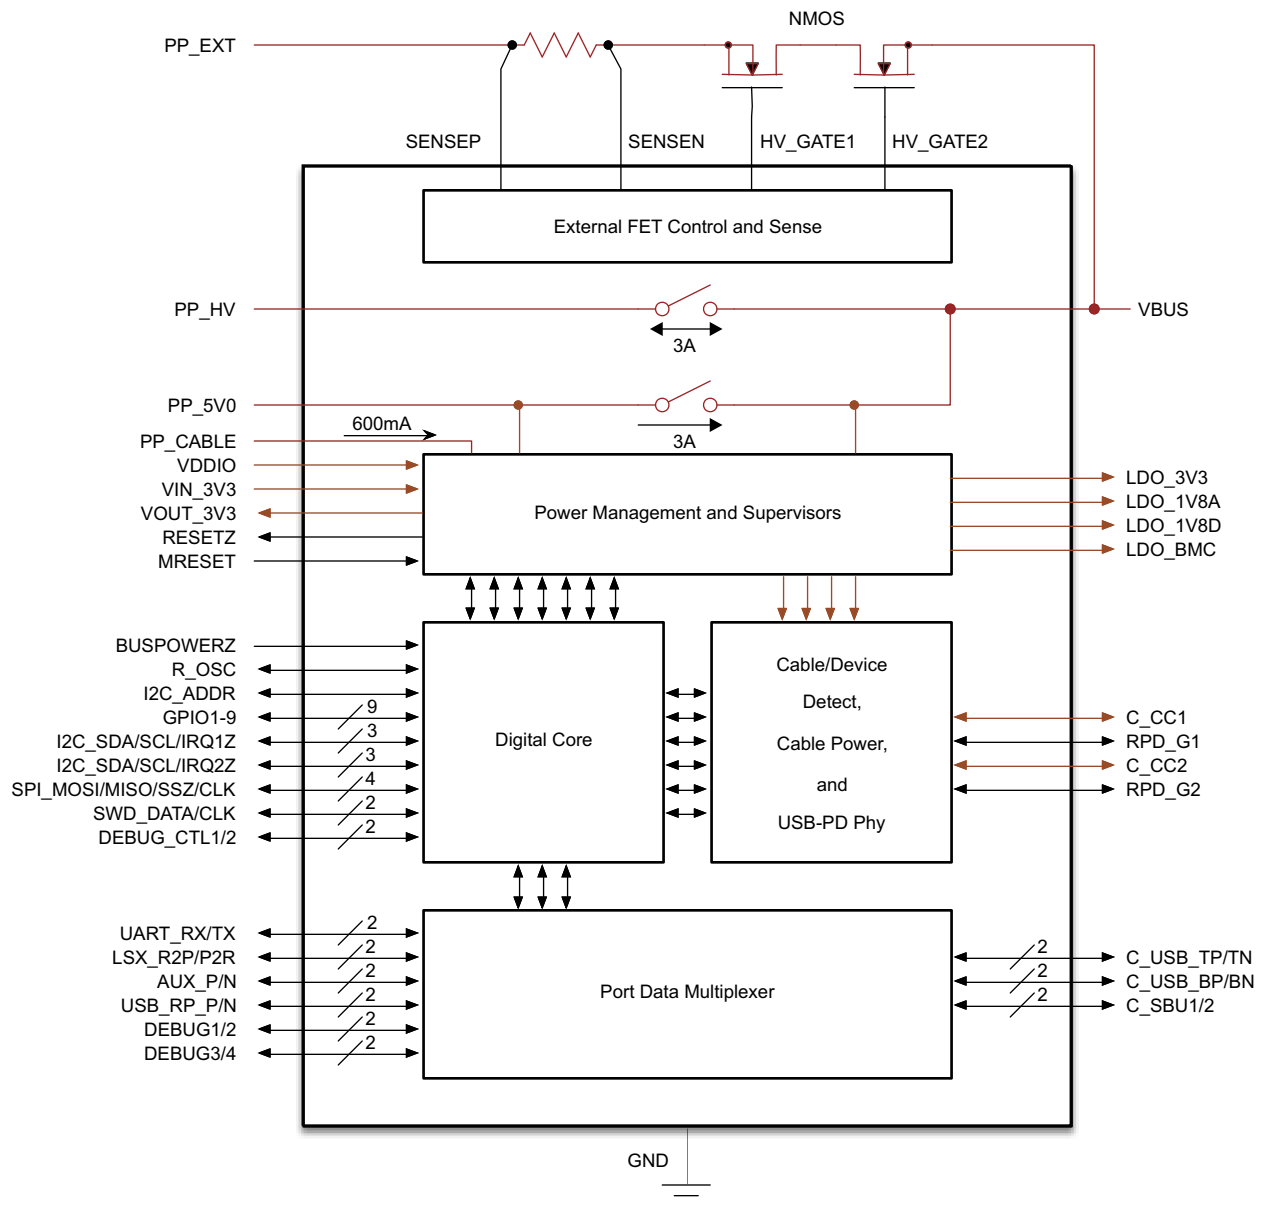 NMOS
PP_EXT
SENSEP SENSEN HV_GATE1 HV_GATE2
External FET Control and Sense
PP_HV
VBUS
3A
PP_5V0
600mA
3A
PP_CABLE
VDDIO
VIN_3V3
VOUT_3V3
RESETZ
MRESET
Power Management and Supervisors
LDO_3V3
LDO_1V8A
LDO_1V8D
LDO_BMC
BUSPOWERZ
R_OSC
I2C_ADDR
GPIO1-9 9
I2C_SDA/SCL/IRQ1Z 3
I2C_SDA/SCL/IRQ2Z 3
SPI_MOSI/MISO/SSZ/CLK 4
SWD_DATA/CLK 2
DEBUG_CTL1/2 2
Digital Core
Cable/Device
Detect,
Cable Power,
and
USB-PD Phy
C_CC1
RPD_G1
C_CC2
RPD_G2
UART_RX/TX 2
LSX_R2P/P2R 2
AUX_P/N 2
USB_RP_P/N 2
DEBUG1/2 2
DEBUG3/4 2
Port Data Multiplexer
2 C_USB_TP/TN
2 C_USB_BP/BN
2 C_SBU1/2
GND